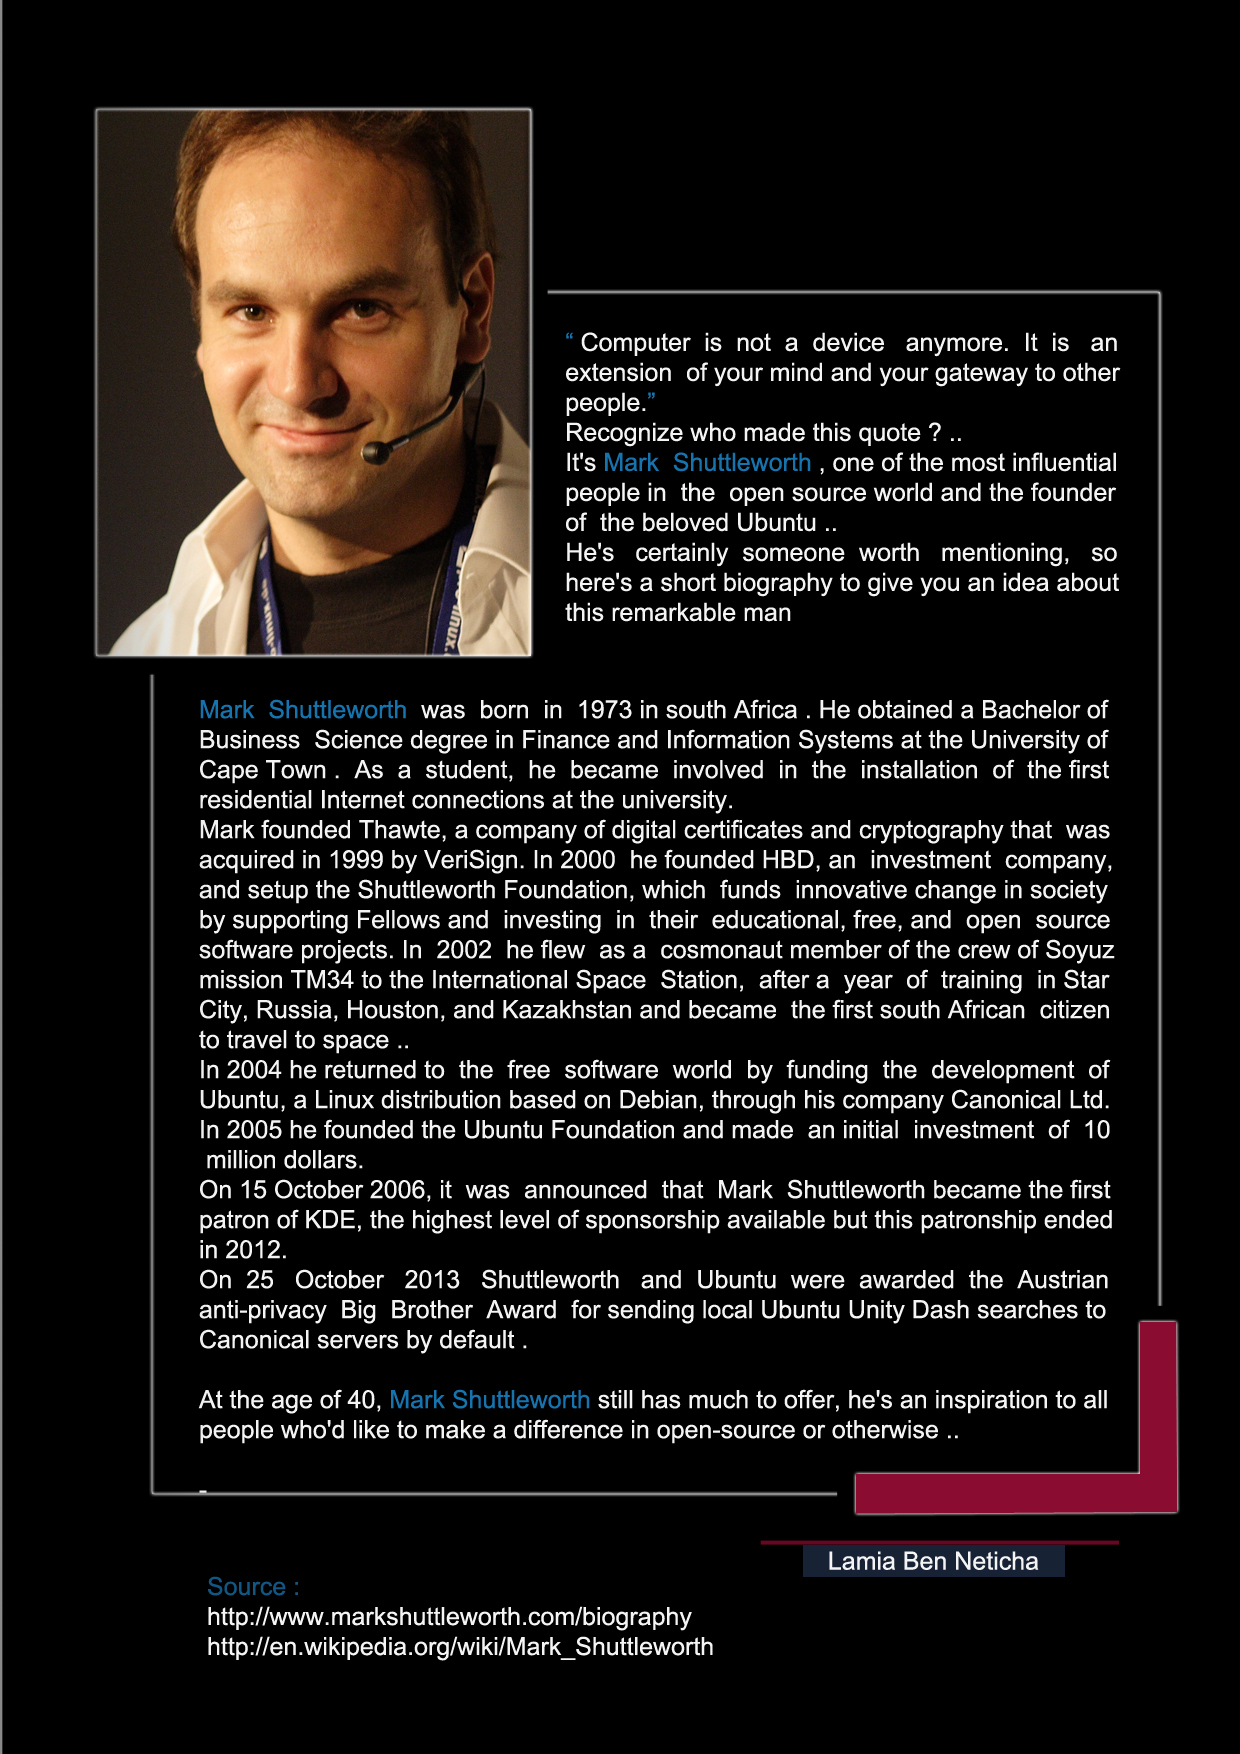 “ Computer is not a device anymore. It is an
extension of your mind and your gateway to other
people.”
Recognize who made this quote ? ..
It's Mark Shuttleworth , one of the most influential
people in the open source world and the founder
of the beloved Ubuntu ..
He's certainly someone worth mentioning, so
here's a short biography to give you an idea about
this remarkable man
Mark Shuttleworth was born in 1973 in south Africa . He obtained a Bachelor of
Business Science degree in Finance and Information Systems at the University of
Cape Town . As a student, he became involved in the installation of the first
residential Internet connections at the university.
Mark founded Thawte, a company of digital certificates and cryptography that was
acquired in 1999 by VeriSign. In 2000 he founded HBD, an investment company,
and setup the Shuttleworth Foundation, which funds innovative change in society
by supporting Fellows and investing in their educational, free, and open source
software projects. In 2002 he flew as a cosmonaut member of the crew of Soyuz
mission TM34 to the International Space Station, after a year of training in Star
City, Russia, Houston, and Kazakhstan and became the first south African citizen
to travel to space ..
In 2004 he returned to the free software world by funding the development of
Ubuntu, a Linux distribution based on Debian, through his company Canonical Ltd.
In 2005 he founded the Ubuntu Foundation and made an initial investment of 10
million dollars.
On 15 October 2006, it was announced that Mark Shuttleworth became the first
patron of KDE, the highest level of sponsorship available but this patronship ended
in 2012.
On 25 October 2013 Shuttleworth and Ubuntu were awarded the Austrian
anti-privacy Big Brother Award for sending local Ubuntu Unity Dash searches to
Canonical servers by default .
At the age of 40, Mark Shuttleworth still has much to offer, he's an inspiration to all
people who'd like to make a difference in open-source or otherwise ..
-
Lamia Ben Neticha
Source :
http://www.markshuttleworth.com/biography
http://en.wikipedia.org/wiki/Mark_Shuttleworth